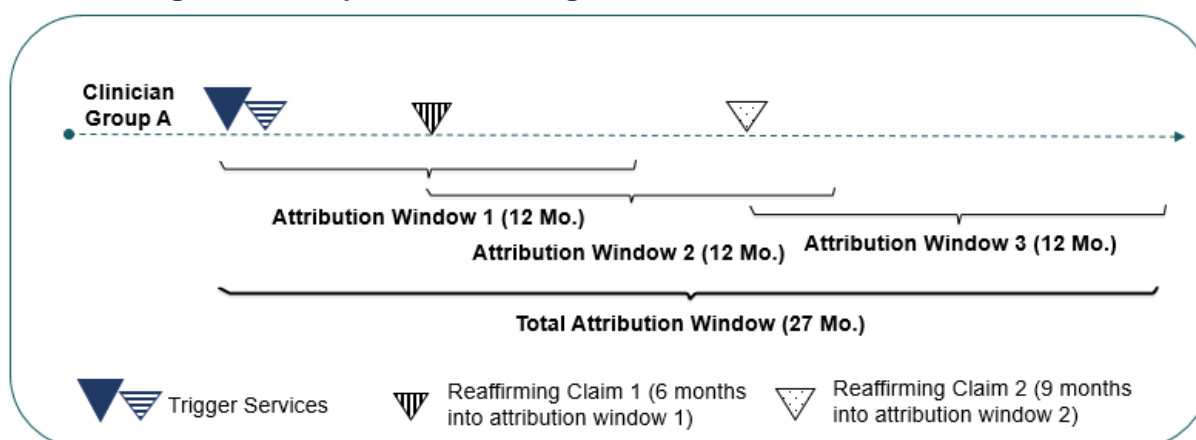 Clinician
Group A
Attribution Window 1 (12 Mo.)
Attribution Window 2 (12 Mo.)
Attribution Window 3 (12 Mo.)
Total Attribution Window (27 Mo.)
Trigger Services
Reaffirming Claim 1 (6 months
into attribution window 1)
Reaffirming Claim 2 (9 months
into attribution window 2)